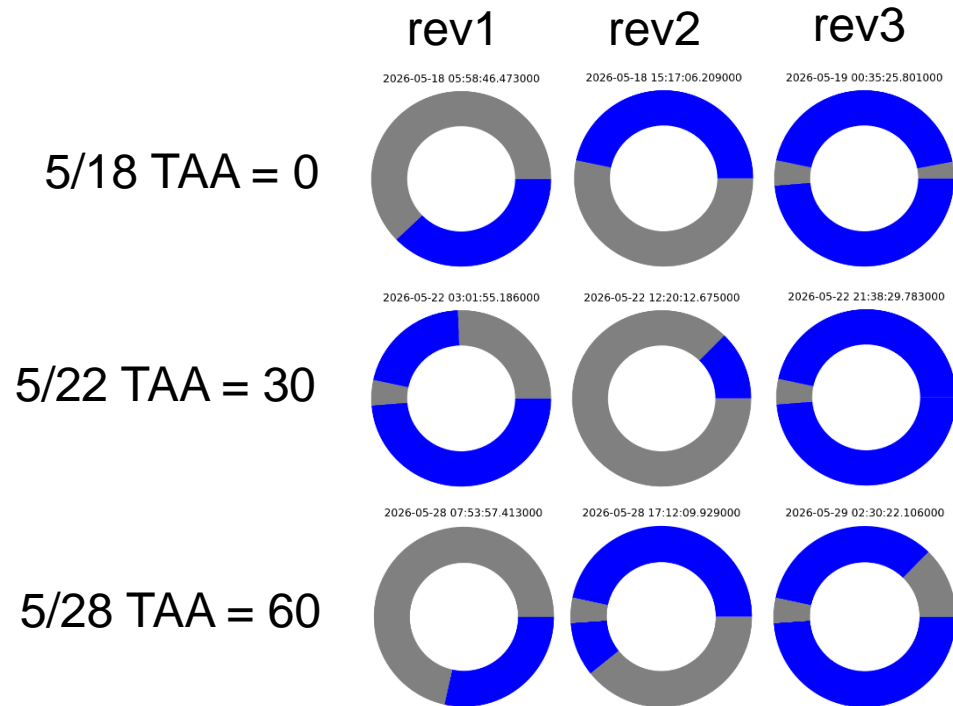 rev1 rev2 rev3
2026-05-18 05:58:46.473000 2026-05-18 15:17:06.209000 2026-05-19 00:35:25.801000
5/18 TAA = 0
2026-05-22 03:01:55.186000 2026-05-22 12:20:12.675000 2026-05-22 21:38:29.783000
5/22 TAA = 30
2026-05-28 07:53:57.413000 2026-05-28 17:12:09.929000 2026-05-29 02:30:22.106000
5/28 TAA = 60